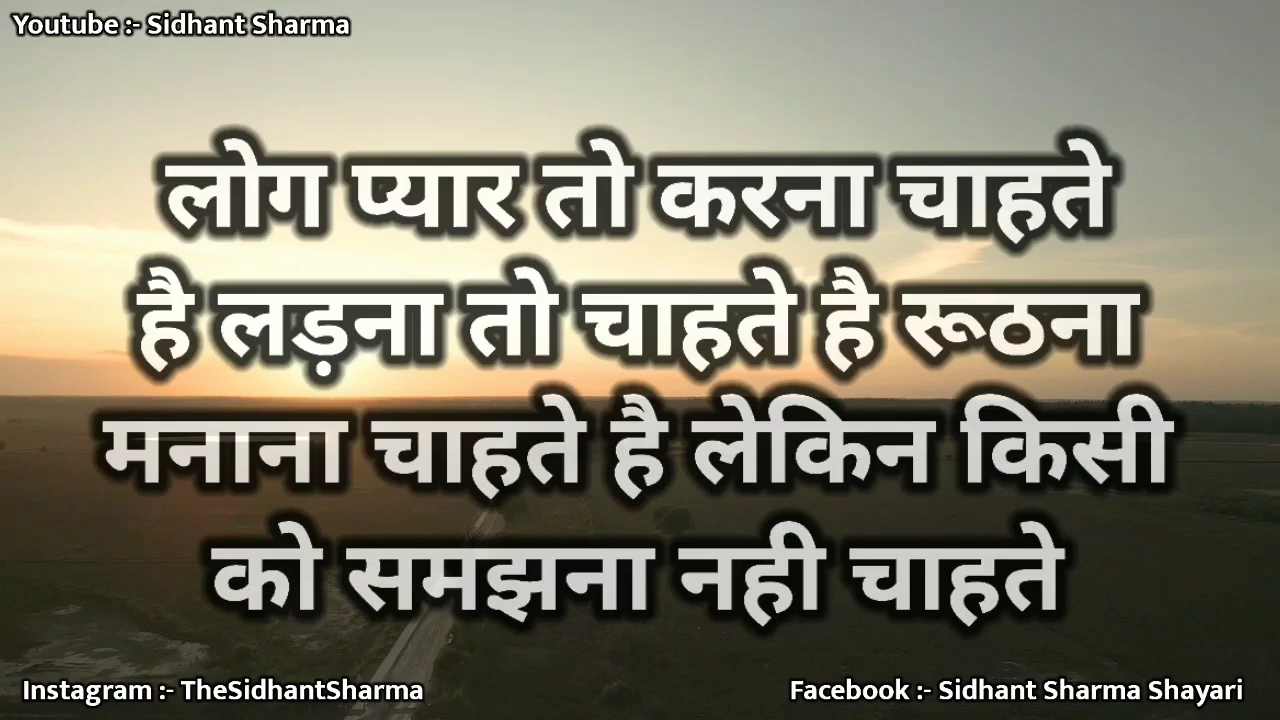 Youtube :- Sidhant Sharma
लोग प्यार तो करना चाहते
है लड़ना तो चाहते है रूठना
मनाना चाहते है लेकिन किसी
को समझना नही चाहते
Instagram :- TheSidhantSharma
Facebook :- Sidhant Sharma Shayari